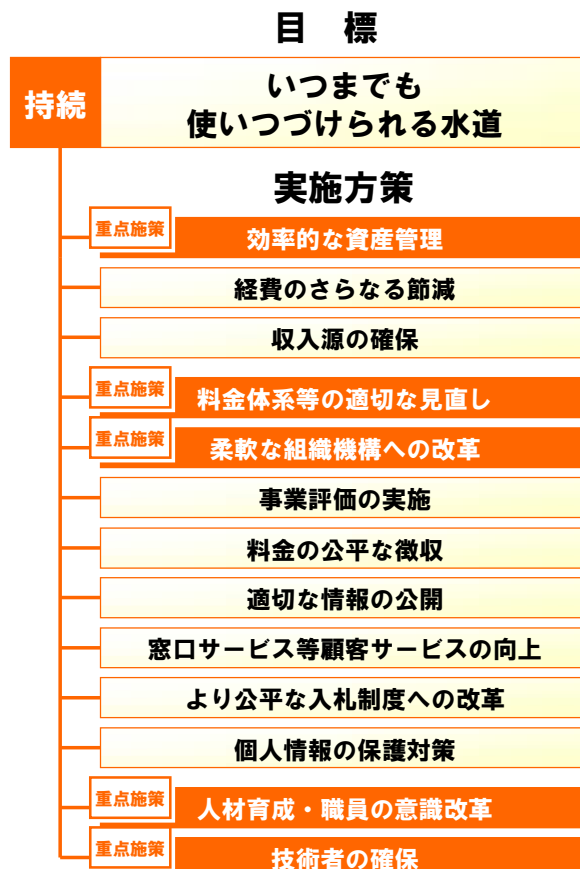 目 標
持続
いつまでも
使いつづけられる水道
実施方策
重点施策
効率的な資産管理
経費のさらなる節減
収入源の確保
重点施策
料金体系等の適切な見直し
重点施策
柔軟な組織機構への改革
事業評価の実施
料金の公平な徴収
適切な情報の公開
窓口サービス等顧客サービスの向上
より公平な入札制度への改革
個人情報の保護対策
重点施策
人材育成・職員の意識改革
重点施策
技術者の確保